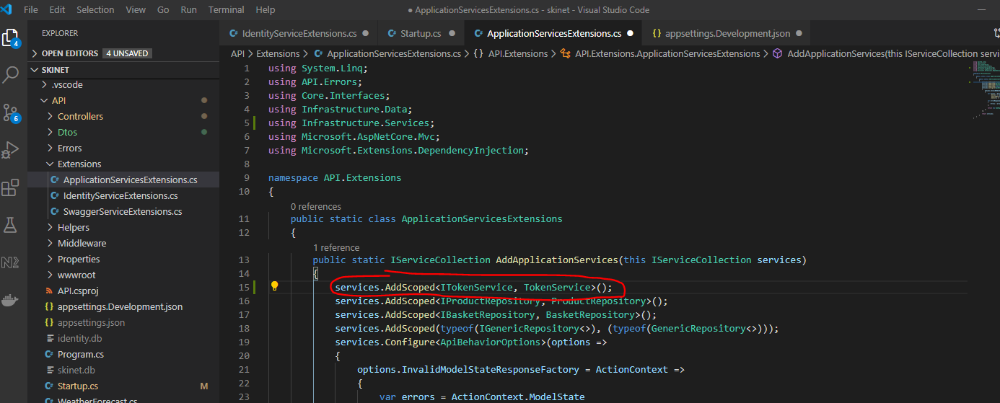 File Edit Selection View Go Run Terminal Help
● ApplicationServicesExtensions.cs - skinet - Visual Studio Code
EXPLORER
OPEN EDITORS 4 UNSAVED
SKINET
.vscode
API
Controllers
Dtos
Errors
Extensions
C# ApplicationServicesExtensions.cs
C# IdentityServiceExtensions.cs
C# SwaggerServiceExtensions.cs
Helpers
Middleware
Properties
wwwroot
API.csproj
{} appsettings.Development.json
{} appsettings.json
identity.db
C# Program.cs
skinet.db
C# Startup.cs M
C# WeatherForecast.cs
4
6
N2
C# IdentityServiceExtensions.cs ●
C# Startup.cs ●
C# ApplicationServicesExtensions.cs ●
{} appsettings.Development.json ●
API > Extensions > C# ApplicationServicesExtensions.cs > {} API.Extensions > API.Extensions.ApplicationServicesExtensions > AddApplicationServices(this IServiceCollection servi
1 using System.Linq;
2 using API.Errors;
3 using Core.Interfaces;
4 using Infrastructure.Data;
5 using Infrastructure.Services;
6 using Microsoft.AspNetCore.Mvc;
7 using Microsoft.Extensions.DependencyInjection;
8
9 namespace API.Extensions
10 {
0 references
11 public static class ApplicationServicesExtensions
12 {
1 reference
13 public static IServiceCollection AddApplicationServices(this IServiceCollection services)
14 {
15 services.AddScoped<ITokenService, TokenService>();
16 services.AddScoped<IProductRepository, ProductRepository>();
17 services.AddScoped<IBasketRepository, BasketRepository>();
18 services.AddScoped(typeof(IGenericRepository<>), (typeof(GenericRepository<>)));
19 services.Configure<ApiBehaviorOptions>(options =>
20 {
21 options.InvalidModelStateResponseFactory = ActionContext =>
22 {
23 var errors = ActionContext.ModelState